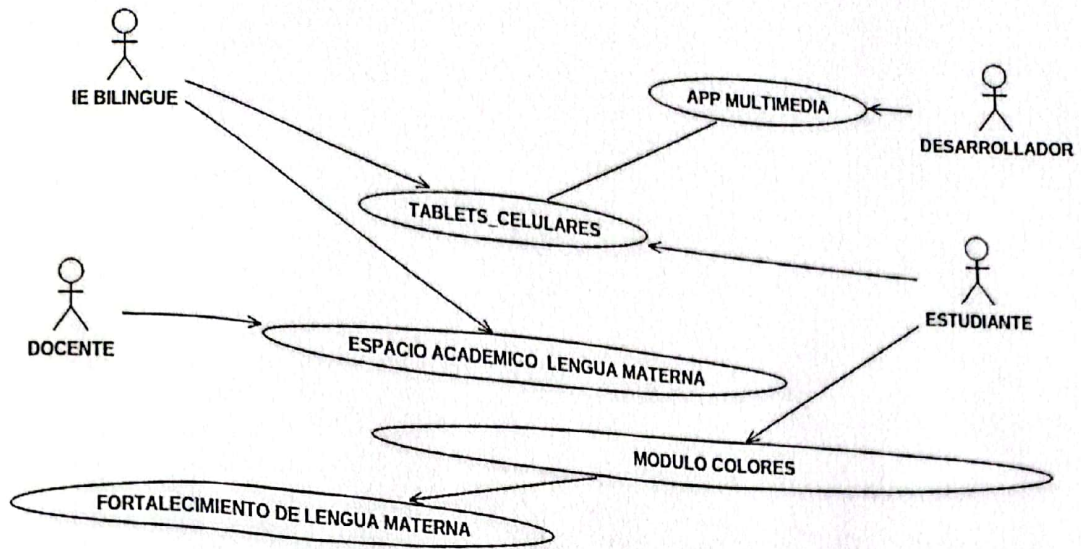 IE BILINGUE
APP MULTIMEDIA
DESARROLLADOR
TABLETS_CELULARES
ESTUDIANTE
DOCENTE
ESPACIO ACADEMICO LENGUA MATERNA
MODULO COLORES
FORTALECIMIENTO DE LENGUA MATERNA